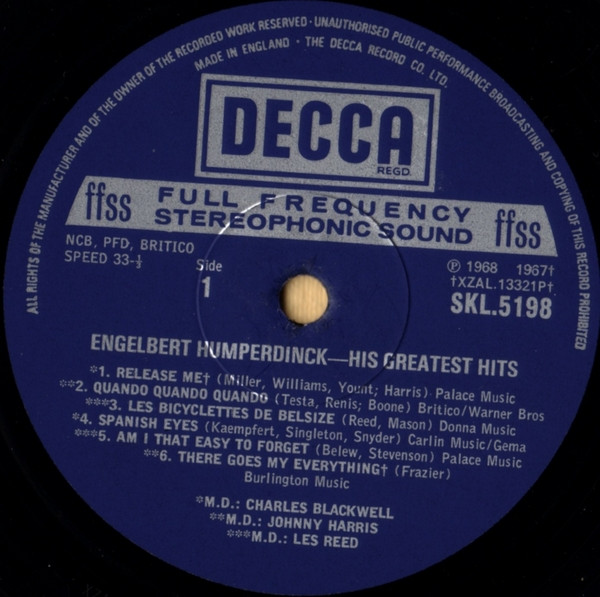 ALL RIGHTS OF THE MANUFACTURER AND OF THE OWNER OF THE RECORDED WORK RESERVED · UNAUTHORISED PUBLIC PERFORMANCE BROADCASTING AND COPYING OF THIS RECORD PROHIBITED
MADE IN ENGLAND · THE DECCA RECORD CO. LTD.
DECCA
REGD.
ffss FULL FREQUENCY STEREOPHONIC SOUND ffss
NCB, PFD, BRITICO
SPEED 33-⅓
Side
1
℗ 1968 1967†
†XZAL.13321P†
SKL.5198
ENGELBERT HUMPERDINCK—HIS GREATEST HITS
*1. RELEASE ME† (Miller, Williams, Yount; Harris) Palace Music
**2. QUANDO QUANDO QUANDO (Testa, Renis; Boone) Britico/Warner Bros
***3. LES BICYCLETTES DE BELSIZE (Reed, Mason) Donna Music
*4. SPANISH EYES (Kaempfert, Singleton, Snyder) Carlin Music/Gema
***5. AM I THAT EASY TO FORGET (Belew, Stevenson) Palace Music
**6. THERE GOES MY EVERYTHING† (Frazier)
Burlington Music
*M.D.: CHARLES BLACKWELL
**M.D.: JOHNNY HARRIS
***M.D.: LES REED